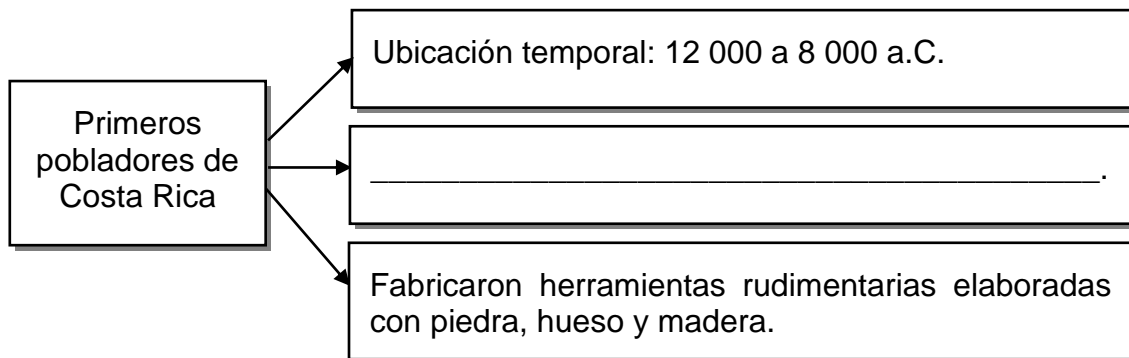 Ubicación temporal: 12 000 a 8 000 a.C.
Primeros
pobladores de
Costa Rica
__________________________________________.
Fabricaron herramientas rudimentarias elaboradas
con piedra, hueso y madera.